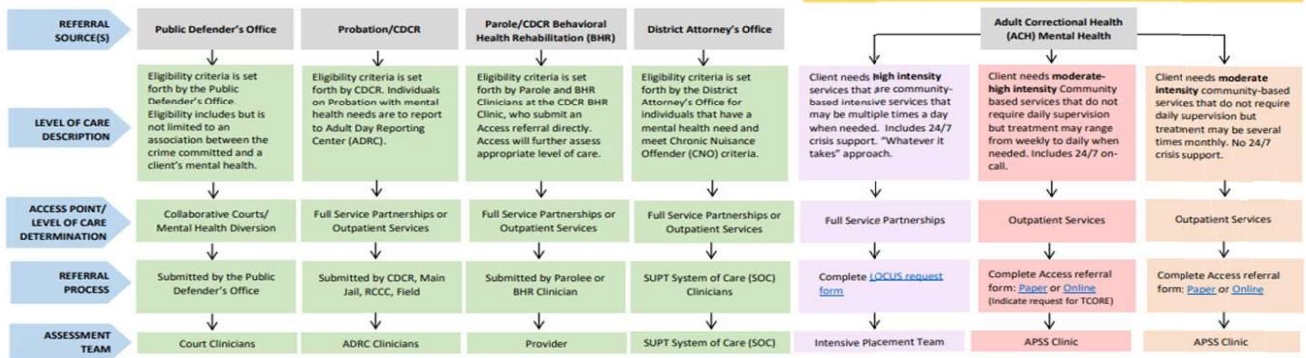 REFERRAL
SOURCE(S)
Public Defender's Office
Probation/CDCR
Parole/CDCR Behavioral
Health Rehabilitation (BHR)
District Attorney's Office
Adult Correctional Health
(ACH) Mental Health
LEVEL OF CARE
DESCRIPTION
Eligibility criteria is set
forth by the Public
Defender's Office.
Eligibility includes but is
not limited to an
association between the
crime committed and a
client's mental health.
Eligibility criteria is set
forth by CDCR. Individuals
on Probation with mental
health needs are to report
to Adult Day Reporting
Center (ADRC).
Eligibility criteria is set
forth by Parole and BHR
Clinicians at the CDCR BHR
Clinic, who submit an
Access referral directly.
Access will further assess
appropriate level of care.
Eligibility criteria is set
forth by the District
Attorney's Office for
individuals that have a
mental health need and
meet Chronic Nuisance
Offender (CNO) criteria.
Client needs high intensity
services that are community-
based intensive services that
may be multiple times a day
when needed. Includes 24/7
crisis support. "Whatever it
takes" approach.
Client needs moderate-
high intensity Community
based services that do not
require daily supervision
but treatment may range
from weekly to daily when
needed. Includes 24/7 on-
call.
Client needs moderate
intensity community-based
services that do not require
daily supervision but
treatment may be several
times monthly. No 24/7
crisis support.
ACCESS POINT/
LEVEL OF CARE
DETERMINATION
Collaborative Courts/
Mental Health Diversion
Full Service Partnerships or
Outpatient Services
Full Service Partnerships or
Outpatient Services
Full Service Partnerships or
Outpatient Services
Full Service Partnerships
Outpatient Services
Outpatient Services
REFERRAL
PROCESS
Submitted by the Public
Defender's Office
Submitted by CDCR, Main
Jail, RCCC, Field
Submitted by Parolee or
BHR Clinician
SUPT System of Care (SOC)
Clinicians
Complete LOCUS request
form
Complete Access referral
form: Paper or Online
(Indicate request for TCORE)
Complete Access referral
form: Paper or Online
ASSESSMENT
TEAM
Court Clinicians
ADRC Clinicians
Provider
SUPT System of Care (SOC)
Intensive Placement Team
APSS Clinic
APSS Clinic